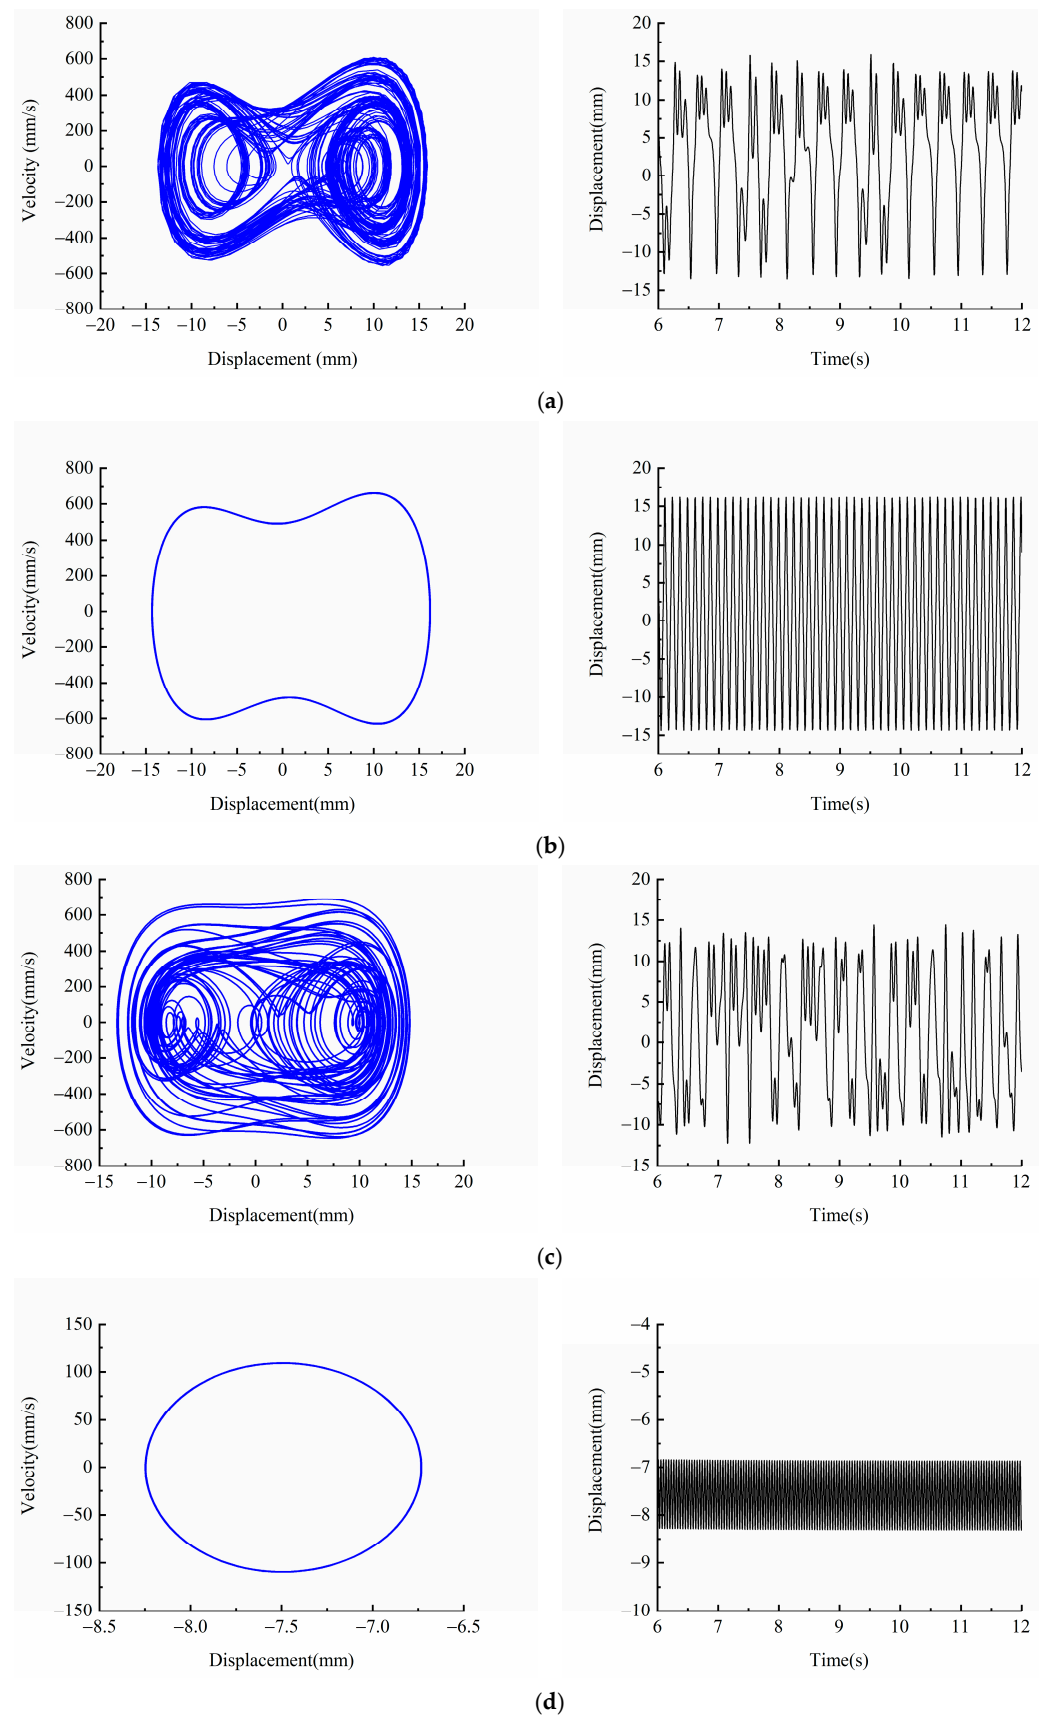 800
600
400
200
0
−200
−400
−600
−800
−20 −15 −10 −5 0 5 10 15 20
Velocity (mm/s)
Displacement (mm)
20
15
10
5
0
−5
−10
−15
6 7 8 9 10 11 12
Displacement(mm)
Time(s)
(a)
800
600
400
200
0
−200
−400
−600
−800
−20 −15 −10 −5 0 5 10 15 20
Velocity(mm/s)
Displacement(mm)
20
15
10
5
0
−5
−10
−15
6 7 8 9 10 11 12
Displacement(mm)
Time(s)
(b)
800
600
400
200
0
−200
−400
−600
−800
−15 −10 −5 0 5 10 15 20
Velocity(mm/s)
Displacement(mm)
20
15
10
5
0
−5
−10
−15
6 7 8 9 10 11 12
Displacement(mm)
Time(s)
(c)
150
100
50
0
−50
−100
−150
−8.5 −8.0 −7.5 −7.0 −6.5
Velocity(mm/s)
Displacement(mm)
−4
−5
−6
−7
−8
−9
−10
6 7 8 9 10 11 12
Displacement(mm)
Time(s)
(d)